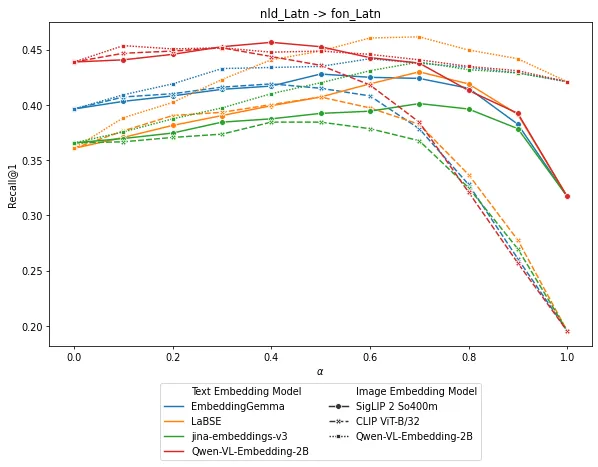 nld_Latn -> fon_Latn
Recall@1
0.45
0.40
0.35
0.30
0.25
0.20
0.0
0.2
0.4
0.6
0.8
1.0
α
Text Embedding Model
EmbeddingGemma
LaBSE
jina-embeddings-v3
Qwen-VL-Embedding-2B
Image Embedding Model
SigLIP 2 So400m
CLIP ViT-B/32
Qwen-VL-Embedding-2B